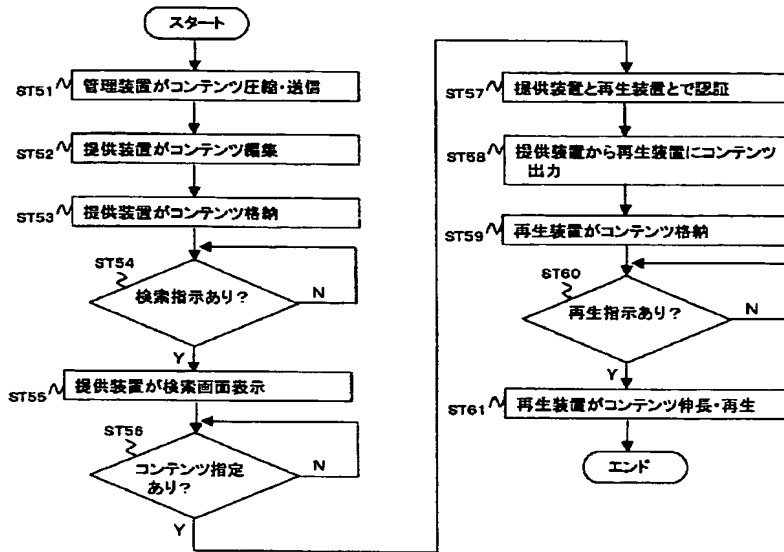 スタート
ST51
管理装置がコンテンツ圧縮・送信
ST52
提供装置がコンテンツ編集
ST53
提供装置がコンテンツ格納
ST54
検索指示あり?
N
Y
ST55
提供装置が検索画面表示
ST56
コンテンツ指定
あり?
N
Y
ST57
提供装置と再生装置とで認証
ST58
提供装置から再生装置にコンテンツ
出力
ST59
再生装置がコンテンツ格納
ST60
再生指示あり?
N
Y
ST61
再生装置がコンテンツ伸長・再生
エンド